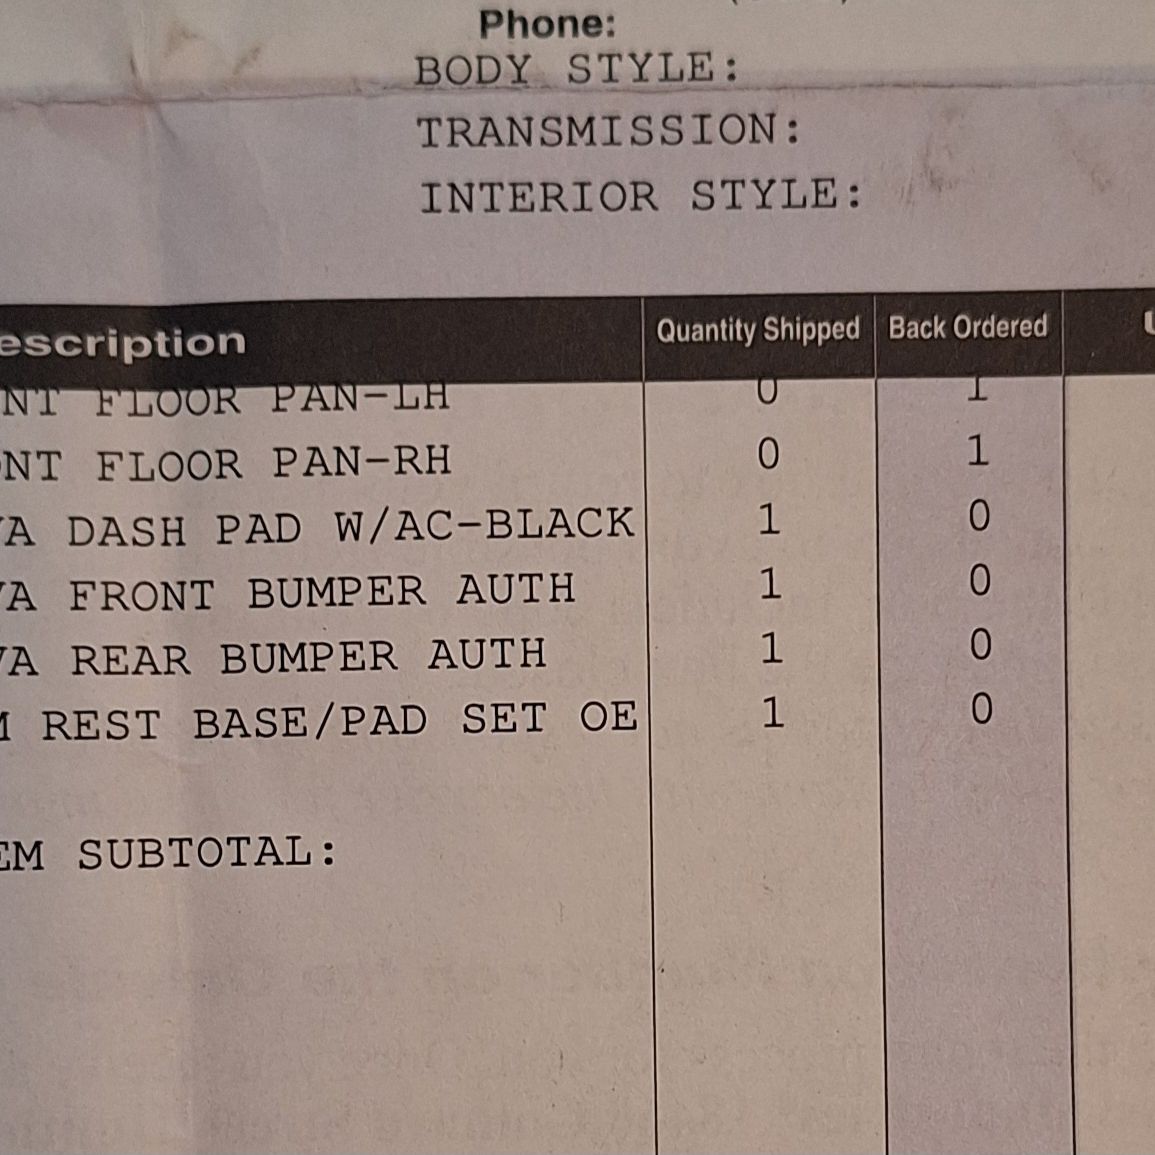 Phone:
BODY STYLE:
TRANSMISSION:
INTERIOR STYLE:
escription Quantity Shipped Back Ordered
NT FLOOR PAN-LH 0 1
NT FLOOR PAN-RH 0 1
A DASH PAD W/AC-BLACK 1 0
A FRONT BUMPER AUTH 1 0
A REAR BUMPER AUTH 1 0
REST BASE/PAD SET OE 1 0
EM SUBTOTAL: